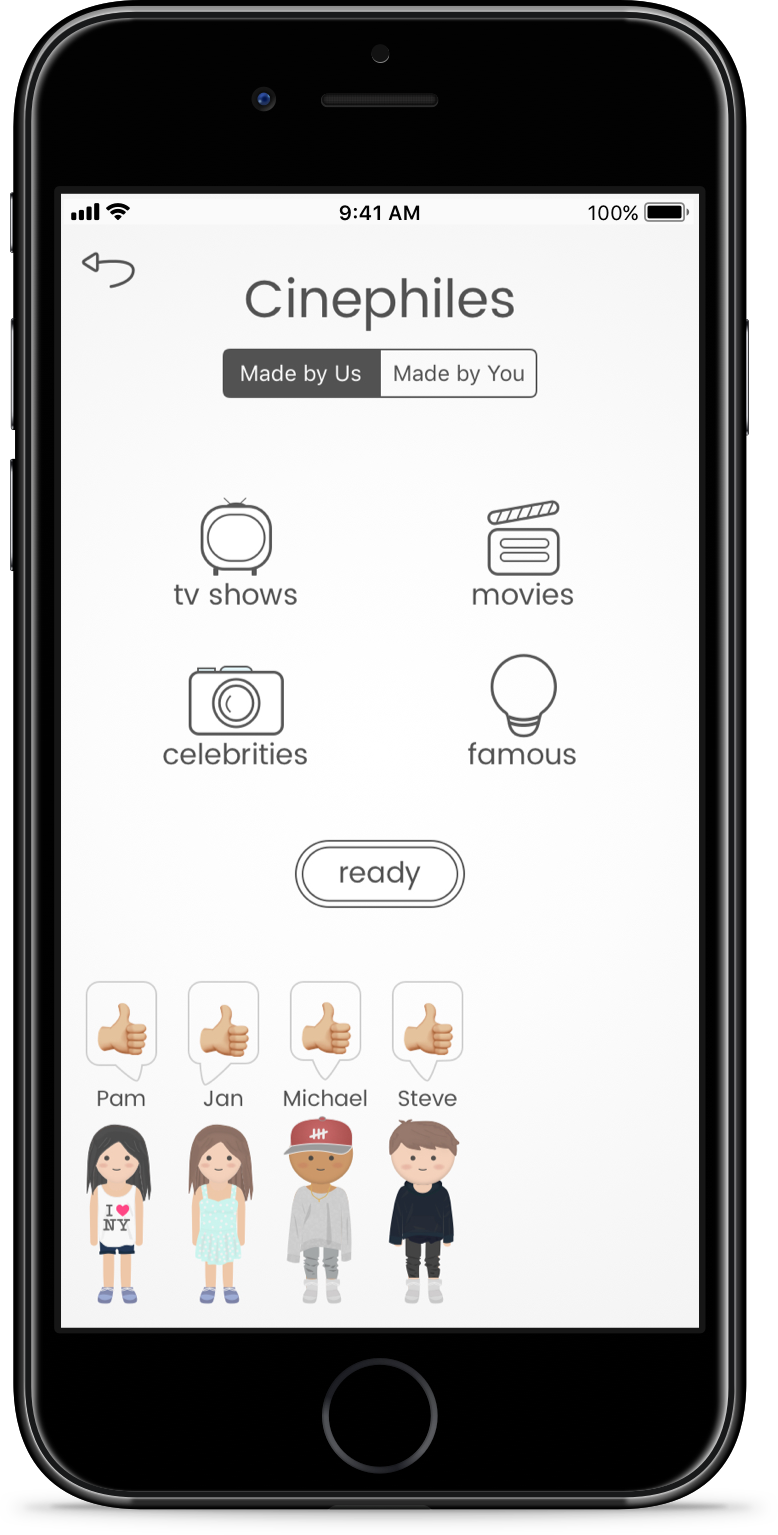 9:41 AM 100%
Cinephiles
Made by Us Made by You
tv shows movies
celebrities famous
ready
Pam Jan Michael Steve
I
NY